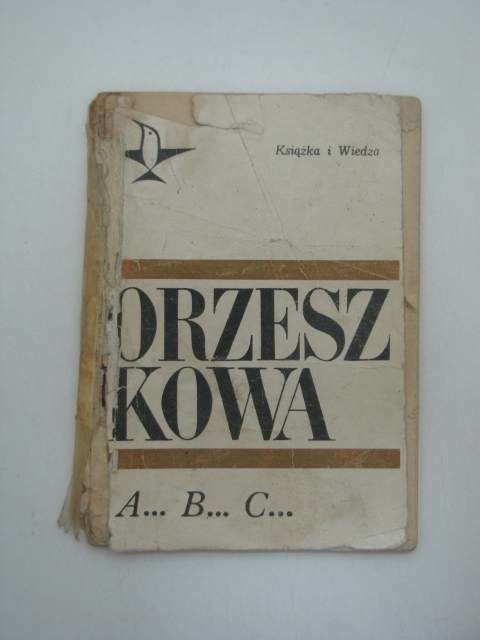 Książka i Wiedza
ORZESZ
KOWA
A... B... C...